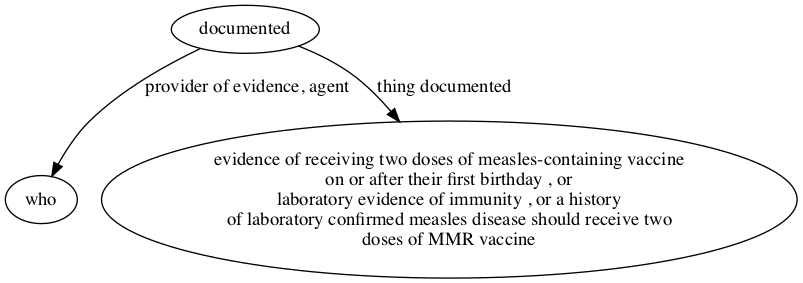 documented
provider of evidence, agent
thing documented
who
evidence of receiving two doses of measles-containing vaccine
on or after their first birthday , or
laboratory evidence of immunity , or a history
of laboratory confirmed measles disease should receive two
doses of MMR vaccine